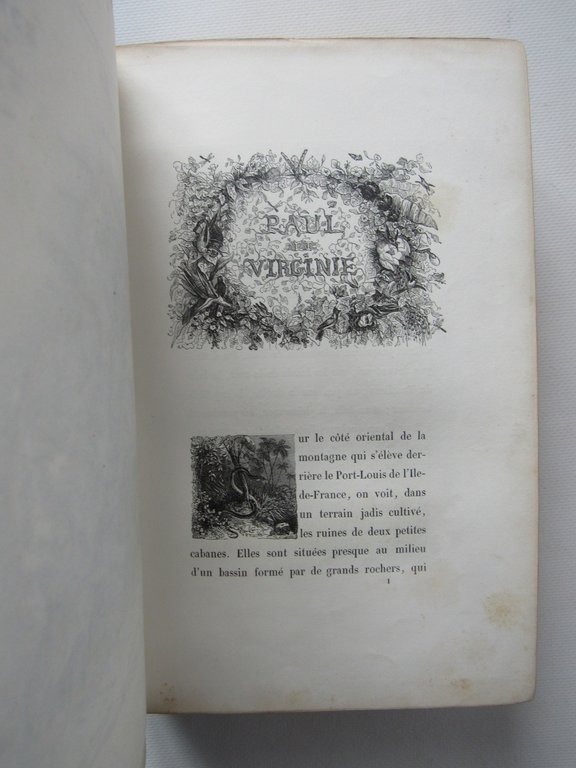 PAUL
ET
VIRGINIE
Sur le côté oriental de la
montagne qui s'élève der-
rière le Port-Louis de l'Ile-
de-France, on voit, dans
un terrain jadis cultivé,
les ruines de deux petites
cabanes. Elles sont situées presque au milieu
d'un bassin formé par de grands rochers, qui
1